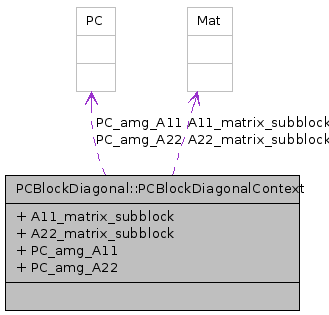 PC
Mat
PC_amg_A11
PC_amg_A22
A11_matrix_subblock
A22_matrix_subblock
PCBlockDiagonal::PCBlockDiagonalContext
+ A11_matrix_subblock
+ A22_matrix_subblock
+ PC_amg_A11
+ PC_amg_A22